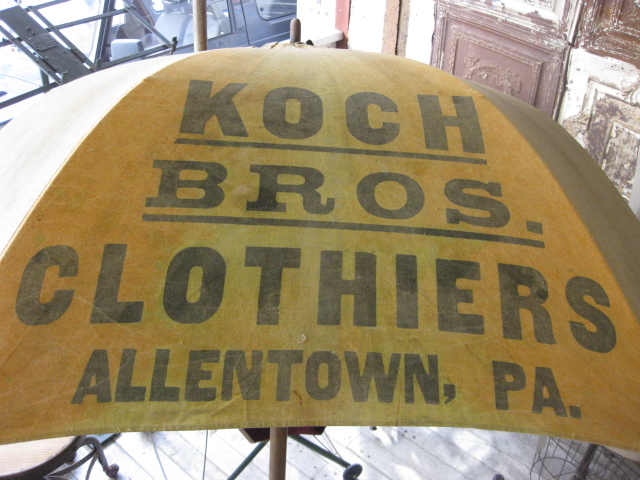 KOCH
BROS.
CLOTHIERS
ALLENTOWN, PA.